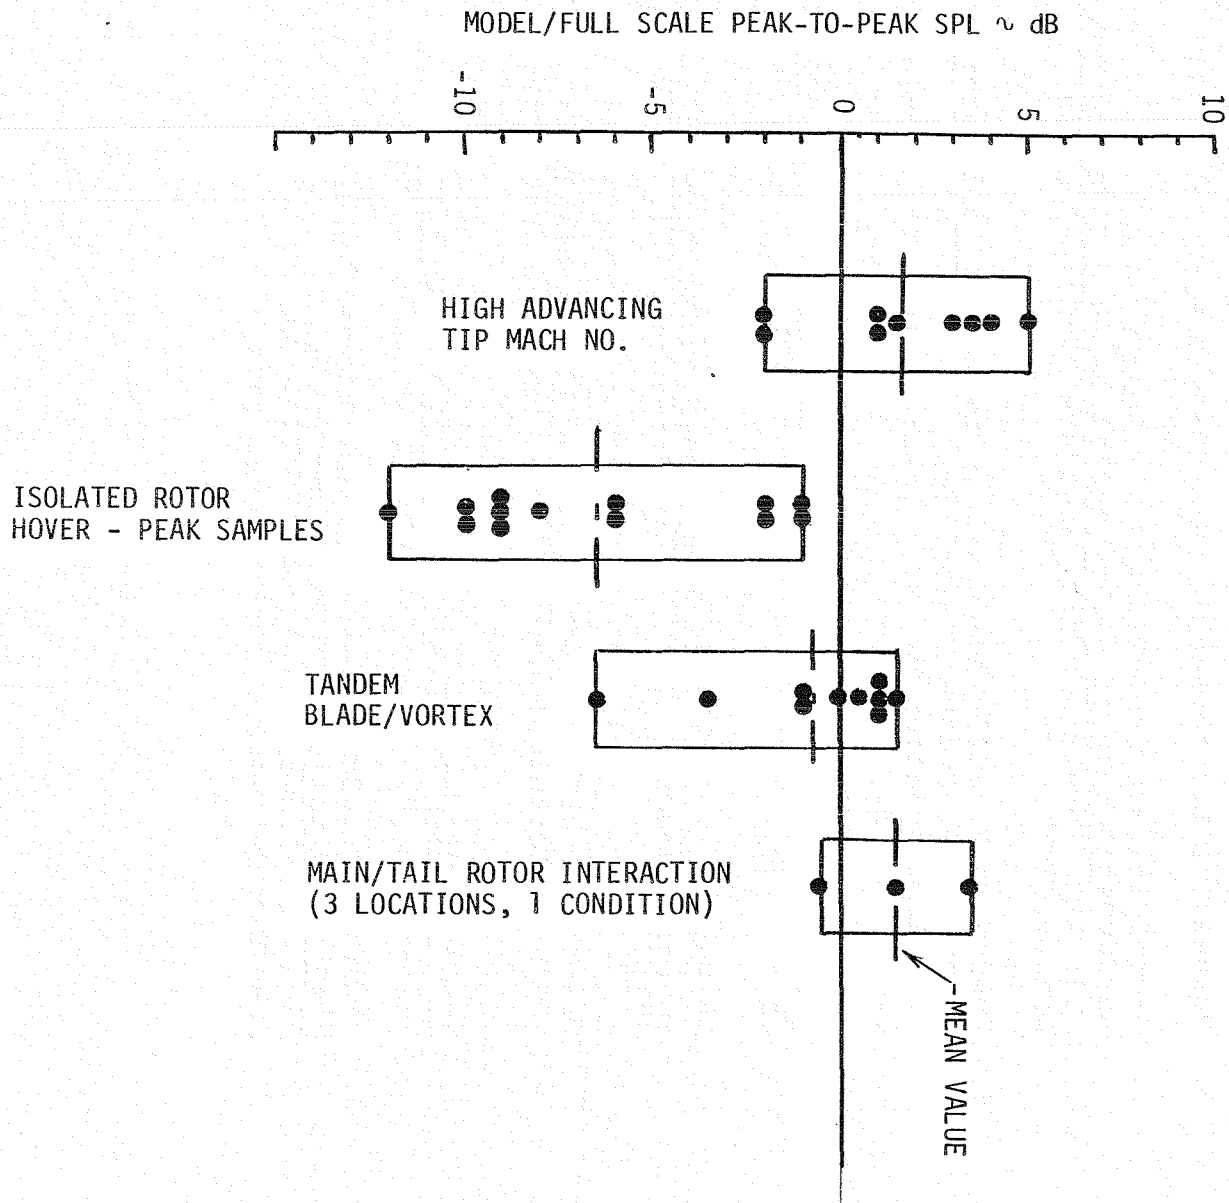 MODEL/FULL SCALE PEAK-TO-PEAK SPL ~ dB
-10 -5 0 5 10
HIGH ADVANCING
TIP MACH NO.
ISOLATED ROTOR
HOVER - PEAK SAMPLES
TANDEM
BLADE/VORTEX
MAIN/TAIL ROTOR INTERACTION
(3 LOCATIONS, 1 CONDITION)
-MEAN VALUE